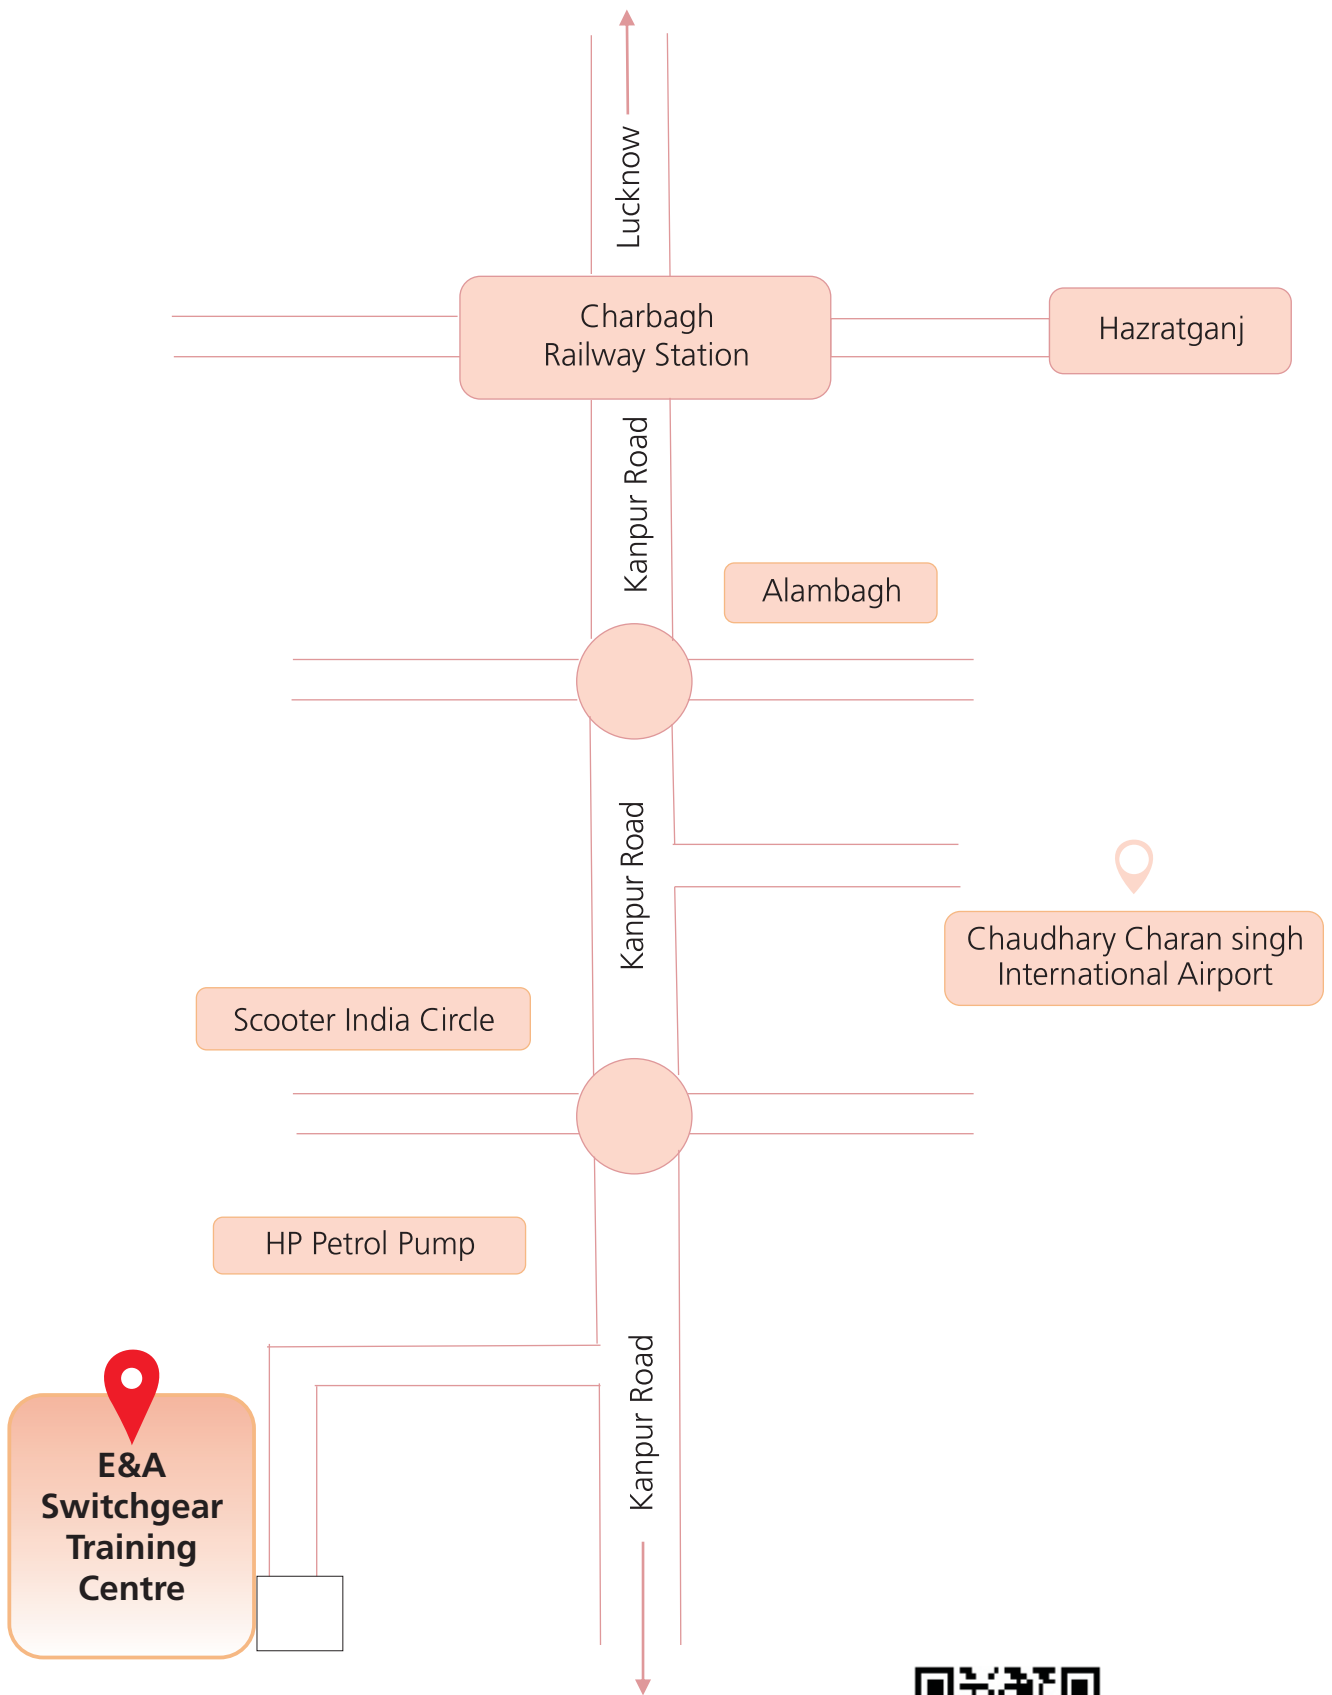 Lucknow
Charbagh
Railway Station
Hazratganj
Kanpur Road
Alambagh
Kanpur Road
Chaudhary Charan singh
International Airport
Scooter India Circle
HP Petrol Pump
Kanpur Road
E&A
Switchgear
Training
Centre